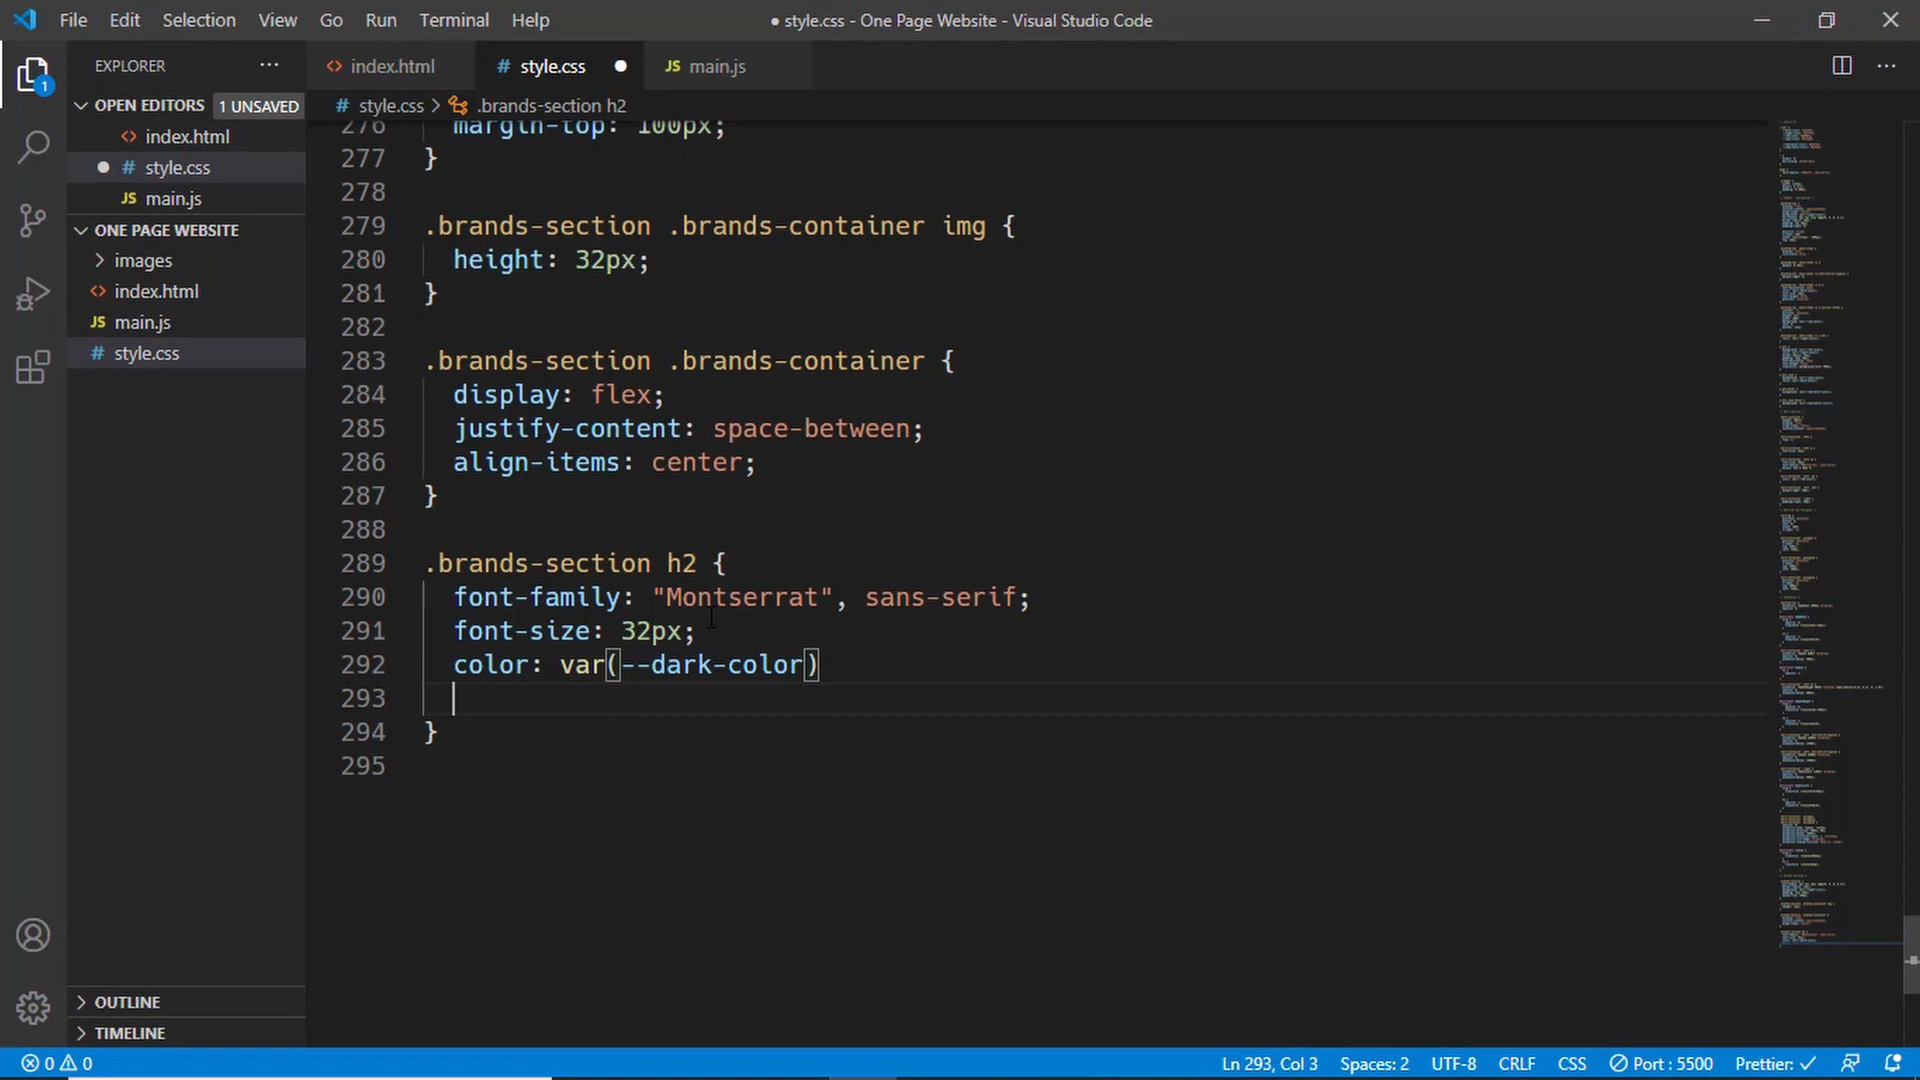 File Edit Selection View Go Run Terminal Help
● style.css - One Page Website - Visual Studio Code
EXPLORER ...
index.html
style.css
main.js
1
OPEN EDITORS 1 UNSAVED
style.css > .brands-section h2
index.html
style.css
main.js
ONE PAGE WEBSITE
images
index.html
main.js
style.css
OUTLINE
TIMELINE
276 margin-top: 100px;
277 }
278
279 .brands-section .brands-container img {
280 height: 32px;
281 }
282
283 .brands-section .brands-container {
284 display: flex;
285 justify-content: space-between;
286 align-items: center;
287 }
288
289 .brands-section h2 {
290 font-family: "Montserrat", sans-serif;
291 font-size: 32px;
292 color: var(--dark-color)
293
294 }
295
0 0 Ln 293, Col 3 Spaces: 2 UTF-8 CRLF CSS Port : 5500 Prettier: ✓